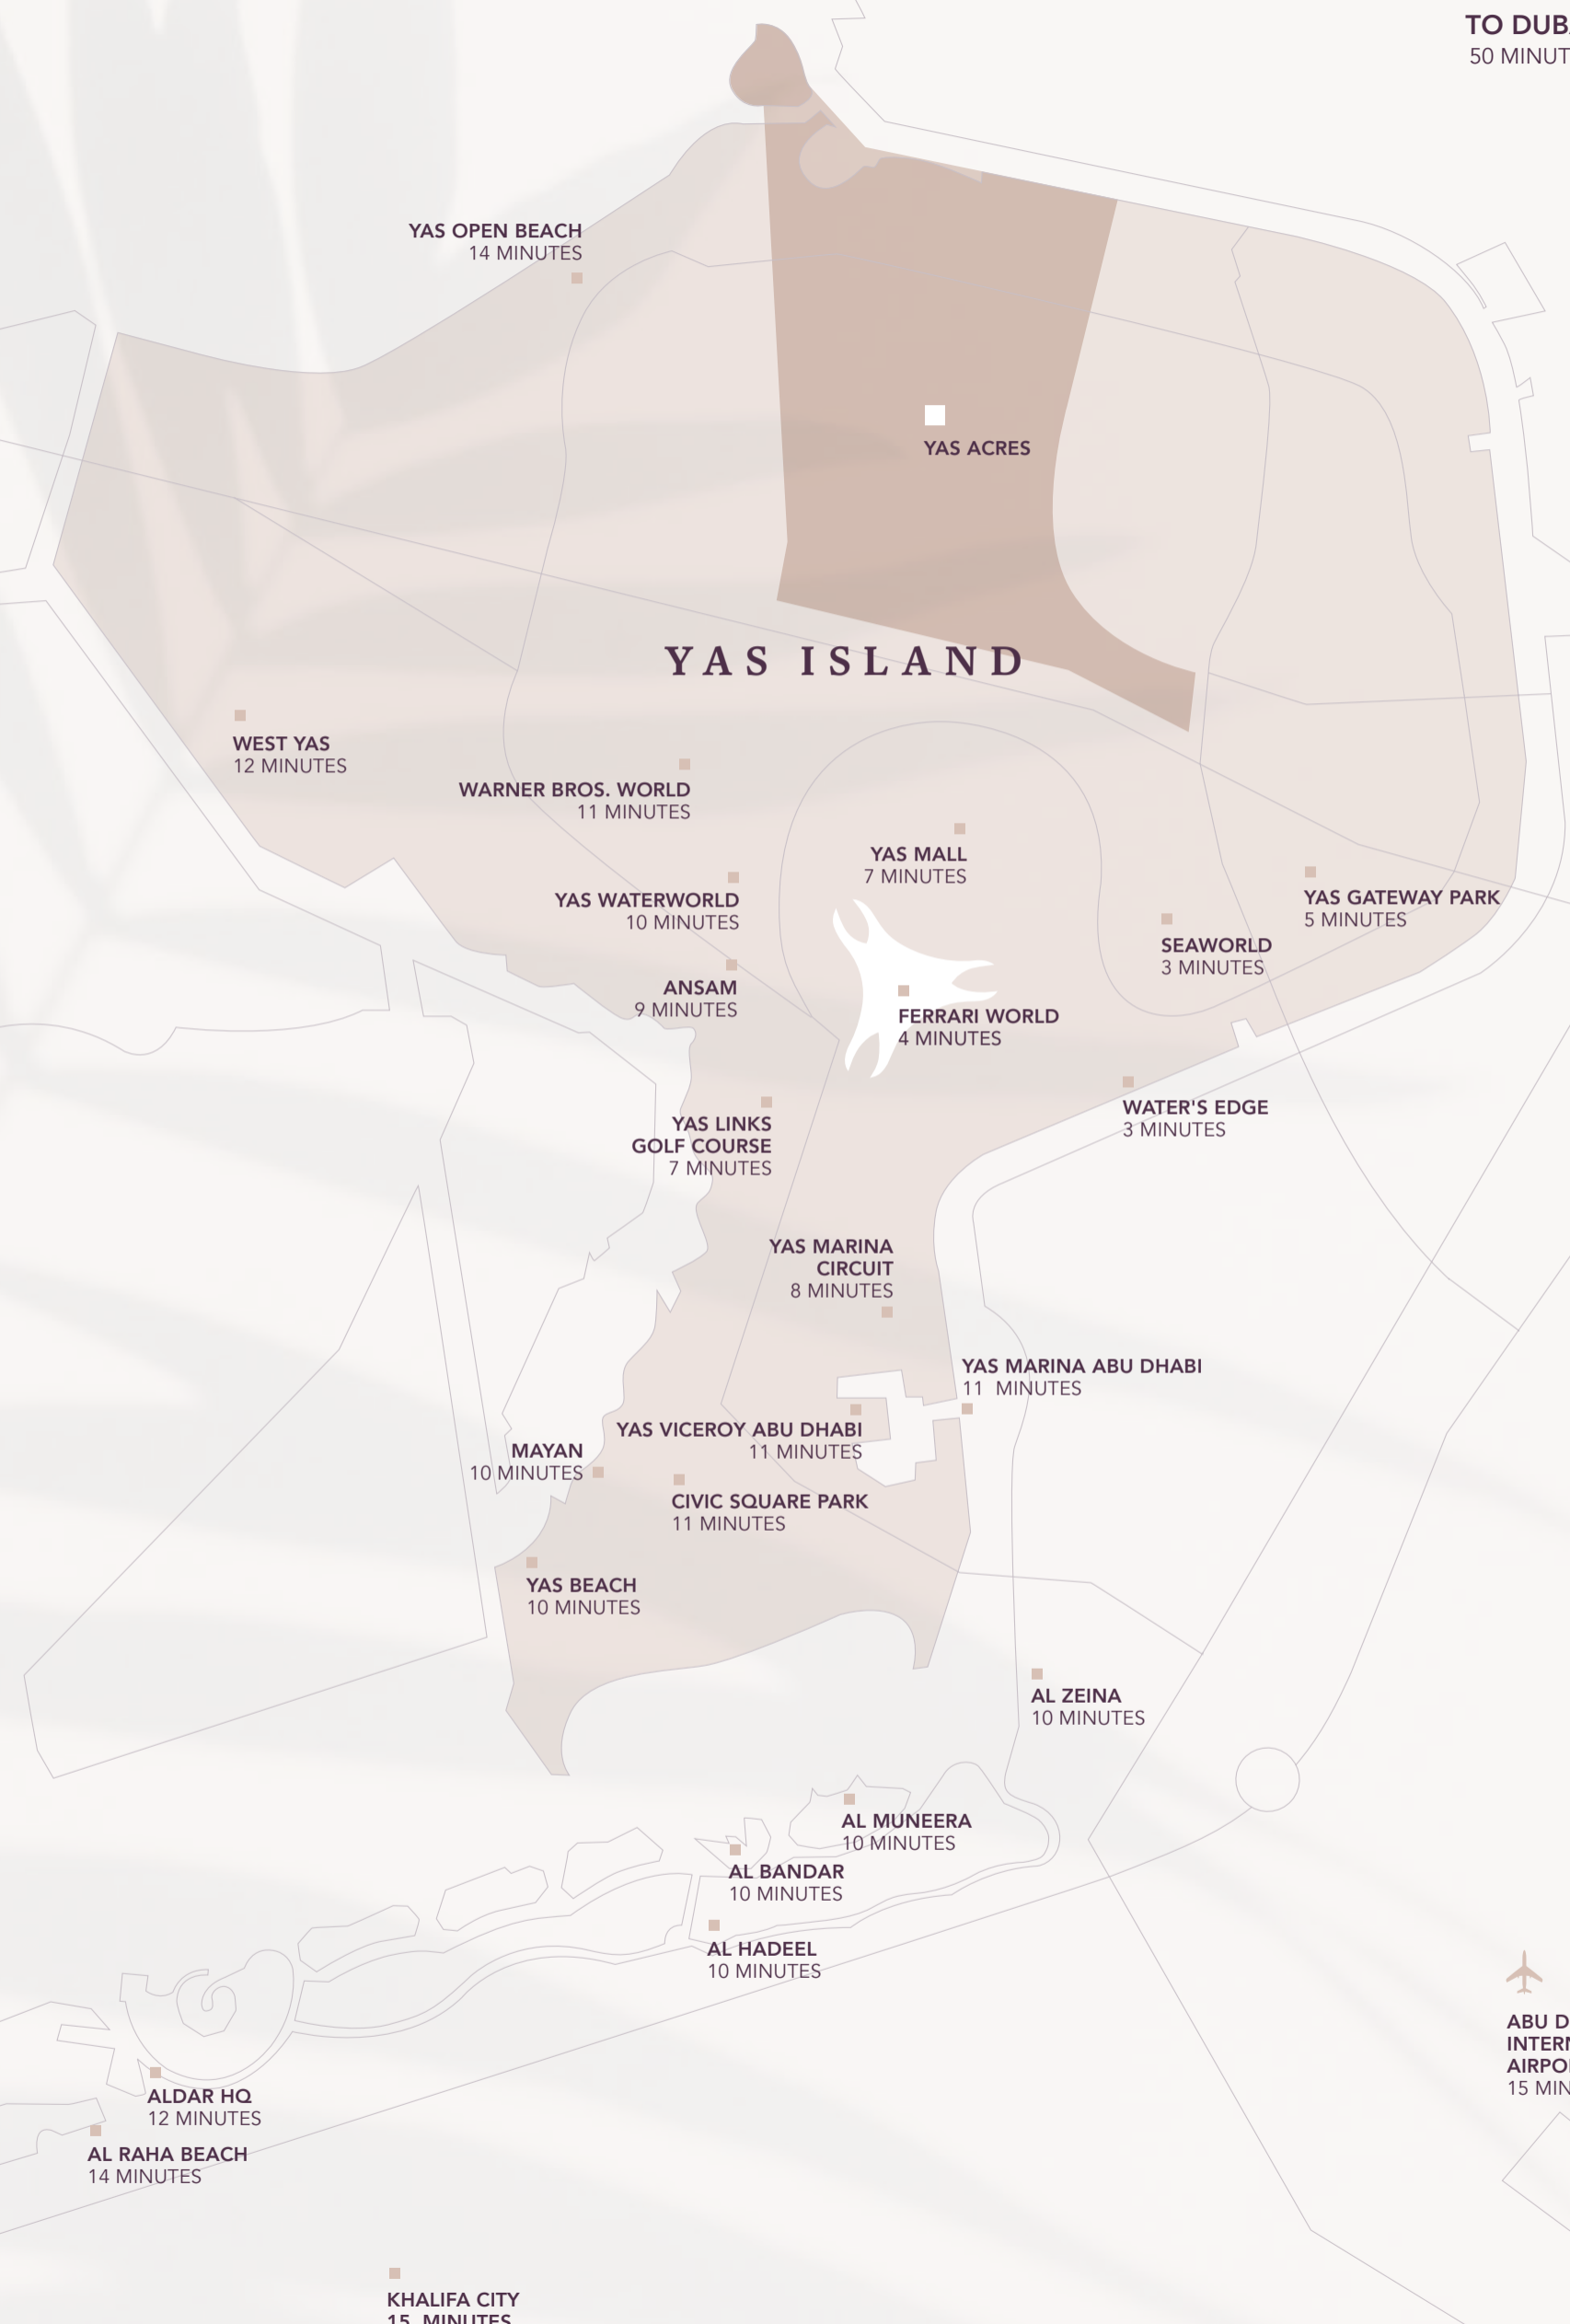 TO DUB
50 MINUT
YAS OPEN BEACH
14 MINUTES
YAS ACRES
YAS ISLAND
WEST YAS
12 MINUTES
WARNER BROS. WORLD
11 MINUTES
YAS MALL
7 MINUTES
YAS WATERWORLD
10 MINUTES
YAS GATEWAY PARK
5 MINUTES
SEAWORLD
3 MINUTES
ANSAM
9 MINUTES
FERRARI WORLD
4 MINUTES
WATER'S EDGE
3 MINUTES
YAS LINKS
GOLF COURSE
7 MINUTES
YAS MARINA
CIRCUIT
8 MINUTES
YAS MARINA ABU DHABI
11 MINUTES
YAS VICEROY ABU DHABI
11 MINUTES
MAYAN
10 MINUTES
CIVIC SQUARE PARK
11 MINUTES
YAS BEACH
10 MINUTES
AL ZEINA
10 MINUTES
AL MUNEERA
10 MINUTES
AL BANDAR
10 MINUTES
AL HADEEL
10 MINUTES
ABU D
INTER
AIRPO
15 MIN
ALDAR HQ
12 MINUTES
AL RAHA BEACH
14 MINUTES
KHALIFA CITY
15 MINUTES